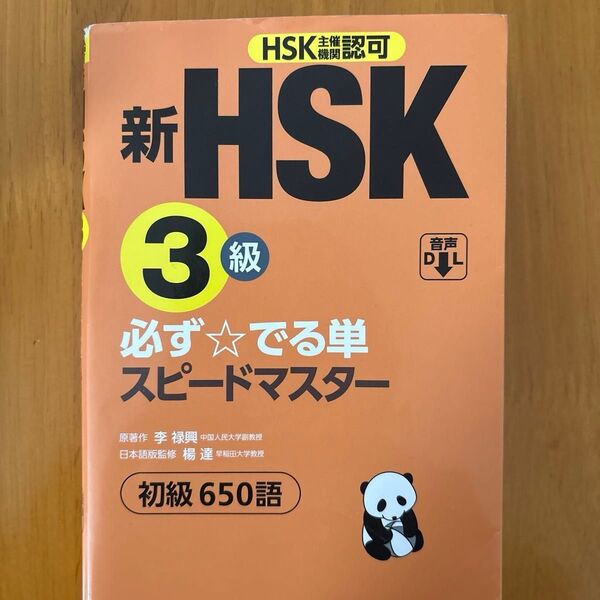 HSK主催機関認可
新HSK
3級
音声
DL
必ず☆でる単
スピードマスター
原著作 李 禄興 中国人民大学副教授
日本語版監修 楊 達 早稲田大学教授
初級650語